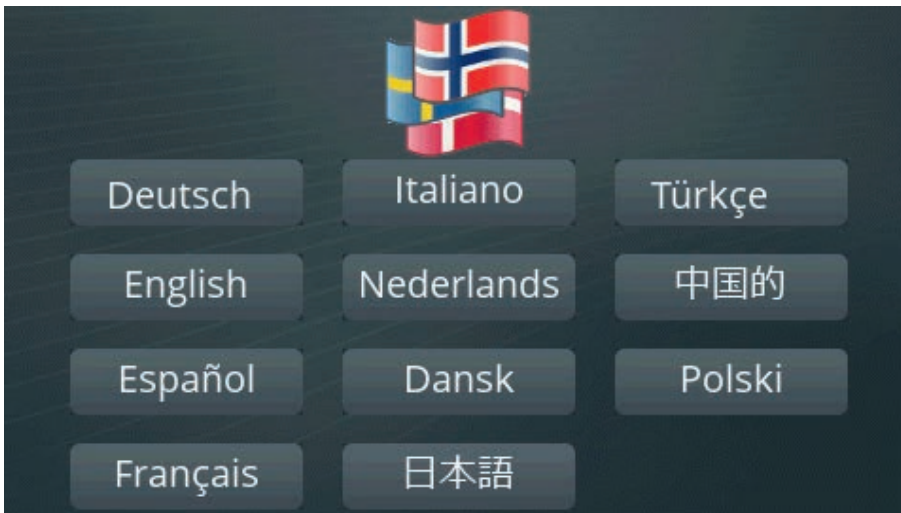 Deutsch
Italiano
Türkçe
English
Nederlands
中国的
Español
Dansk
Polski
Français
日本語